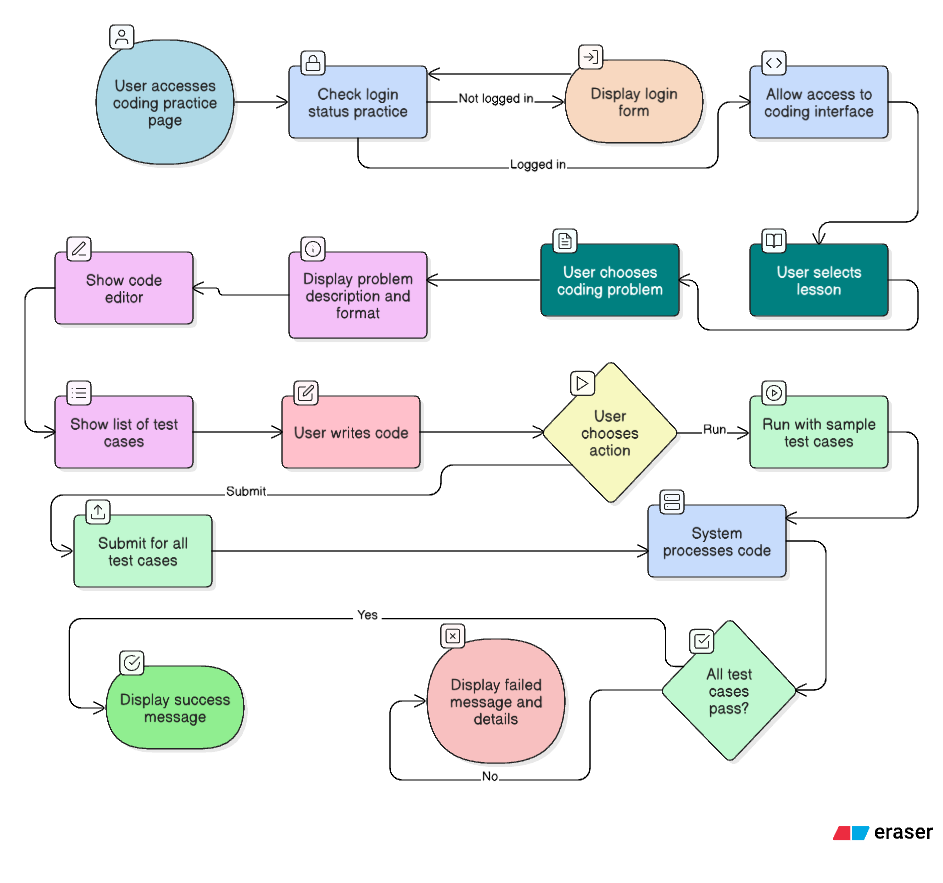 User accesses
coding practice
page
Check login
status practice
Not logged in
Display login
form
Allow access to
coding interface
Logged in
Show code
editor
Display problem
description and
format
User chooses
coding problem
User selects
lesson
Show list of test
cases
User writes code
User
chooses
action
Run
Run with sample
test cases
Submit
Submit for all
test cases
System
processes code
Yes
Display success
message
Display failed
message and
details
All test
cases
pass?
No
eraser